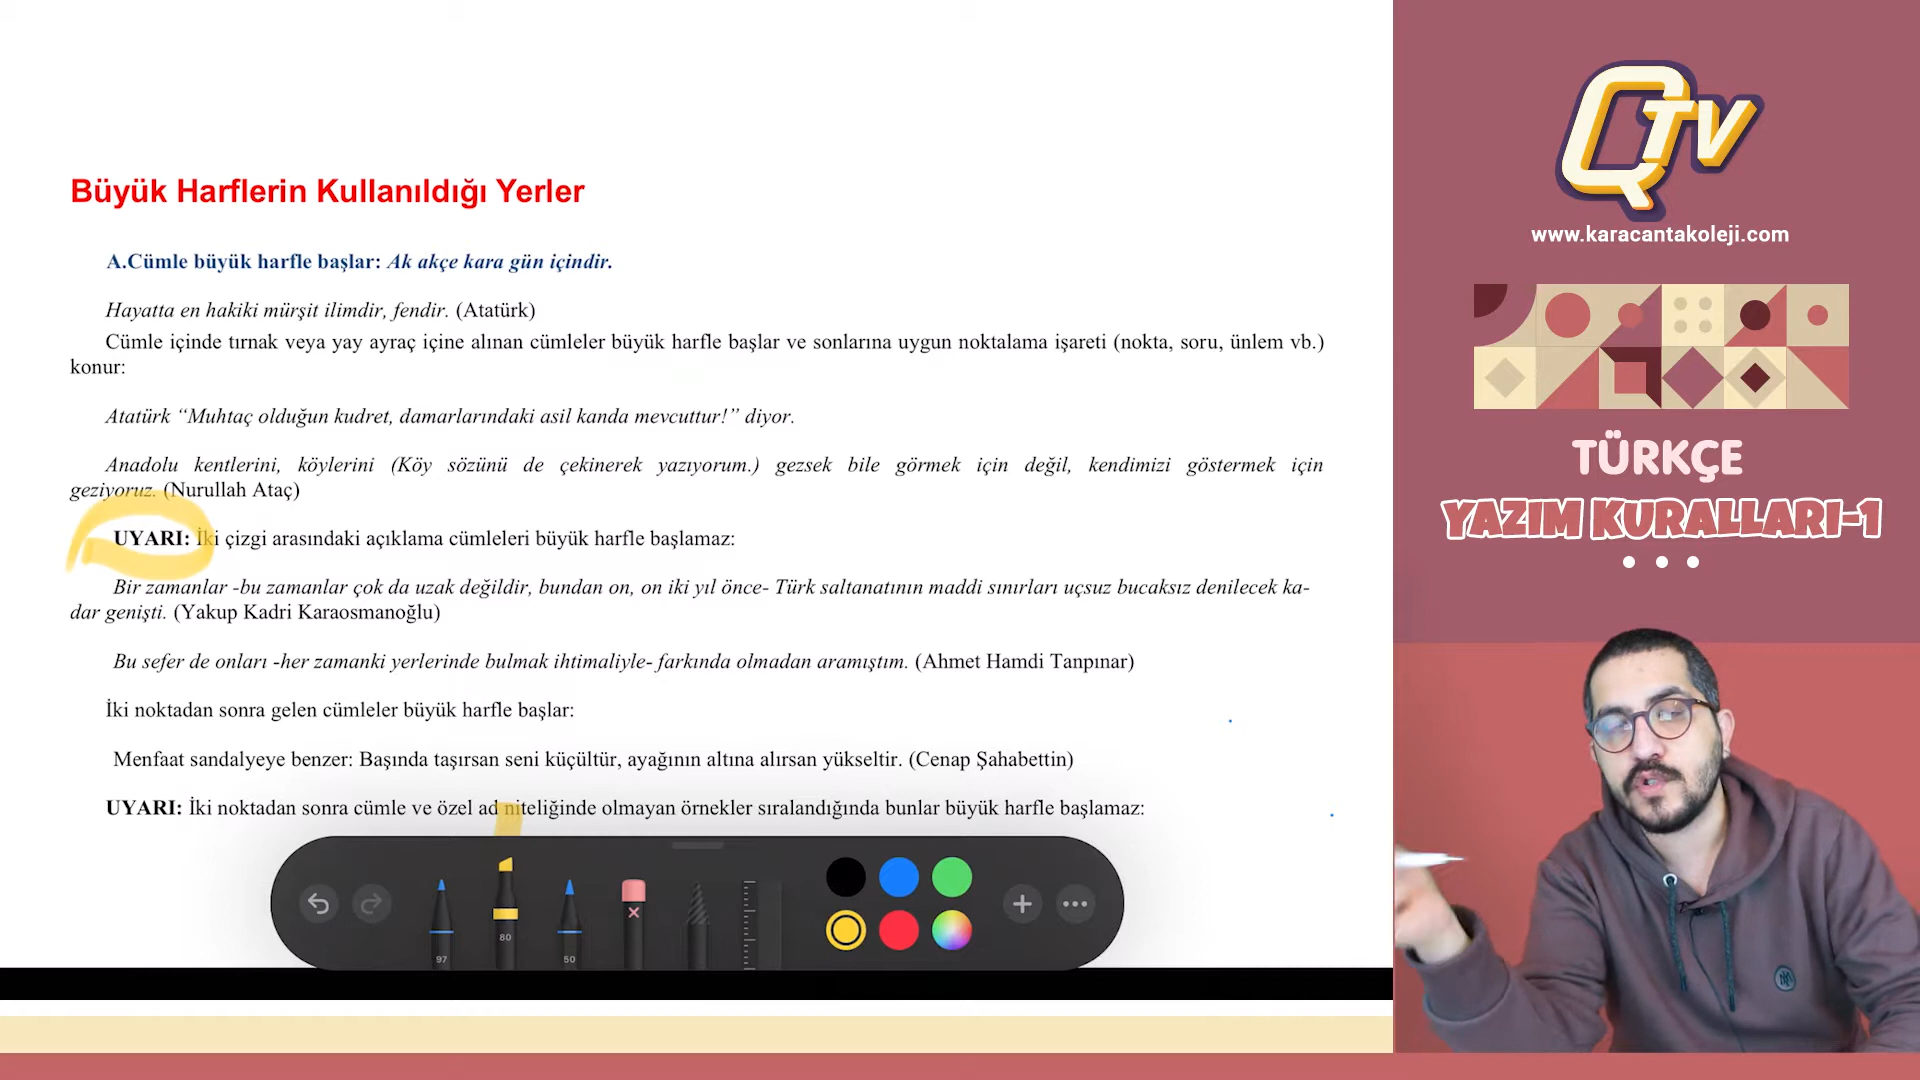 Büyük Harflerin Kullanıldığı Yerler
A.Cümle büyük harfle başlar: Ak akçe kara gün içindir.
Hayatta en hakiki mürşit ilimdir, fendir. (Atatürk)
Cümle içinde tırnak veya yay ayraç içine alınan cümleler büyük harfle başlar ve sonlarına uygun noktalama işareti (nokta, soru, ünlem vb.)
konur:
Atatürk “Muhtaç olduğun kudret, damarlarındaki asil kanda mevcuttur!” diyor.
Anadolu kentlerini, köylerini (Köy sözünü de çekinerek yazıyorum.) gezsek bile görmek için değil, kendimizi göstermek için
geziyoruz. (Nurullah Ataç)
UYARI: İki çizgi arasındaki açıklama cümleleri büyük harfle başlamaz:
Bir zamanlar -bu zamanlar çok da uzak değildir, bundan on, on iki yıl önce- Türk saltanatının maddi sınırları uçsuz bucaksız denilecek ka-
dar genişti. (Yakup Kadri Karaosmanoğlu)
Bu sefer de onları -her zamanki yerlerinde bulmak ihtimaliyle- farkında olmadan aramıştım. (Ahmet Hamdi Tanpınar)
İki noktadan sonra gelen cümleler büyük harfle başlar:
Menfaat sandalyeye benzer: Başında taşırsan seni küçültür, ayağının altına alırsan yükseltir. (Cenap Şahabettin)
UYARI: İki noktadan sonra cümle ve özel ad niteliğinde olmayan örnekler sıralandığında bunlar büyük harfle başlamaz:
97
80
50
QTV
www.karacantakoleji.com
TÜRKÇE
YAZIM KURALLARI-1